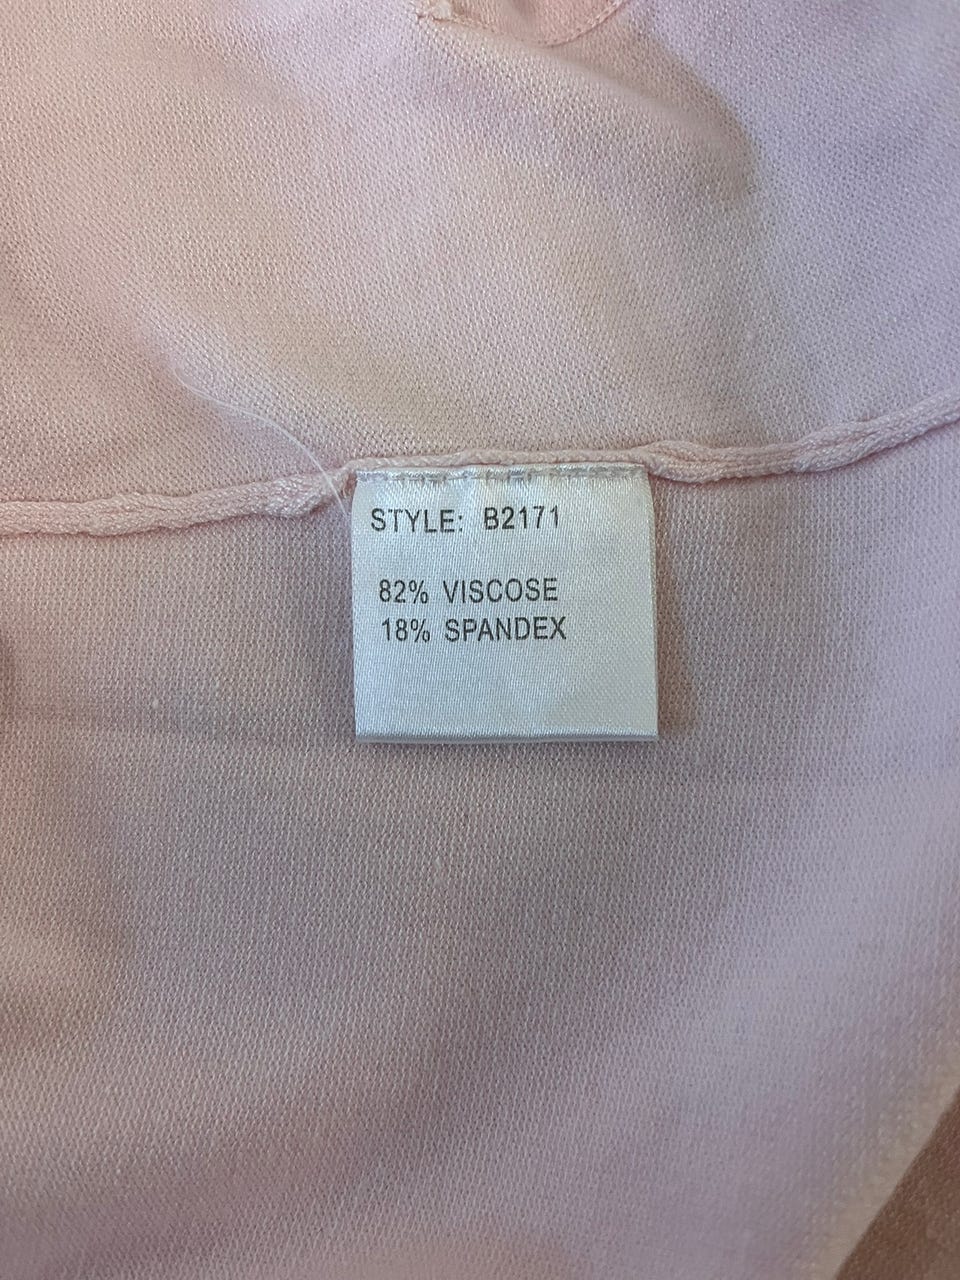 STYLE: B2171
82% VISCOSE
18% SPANDEX